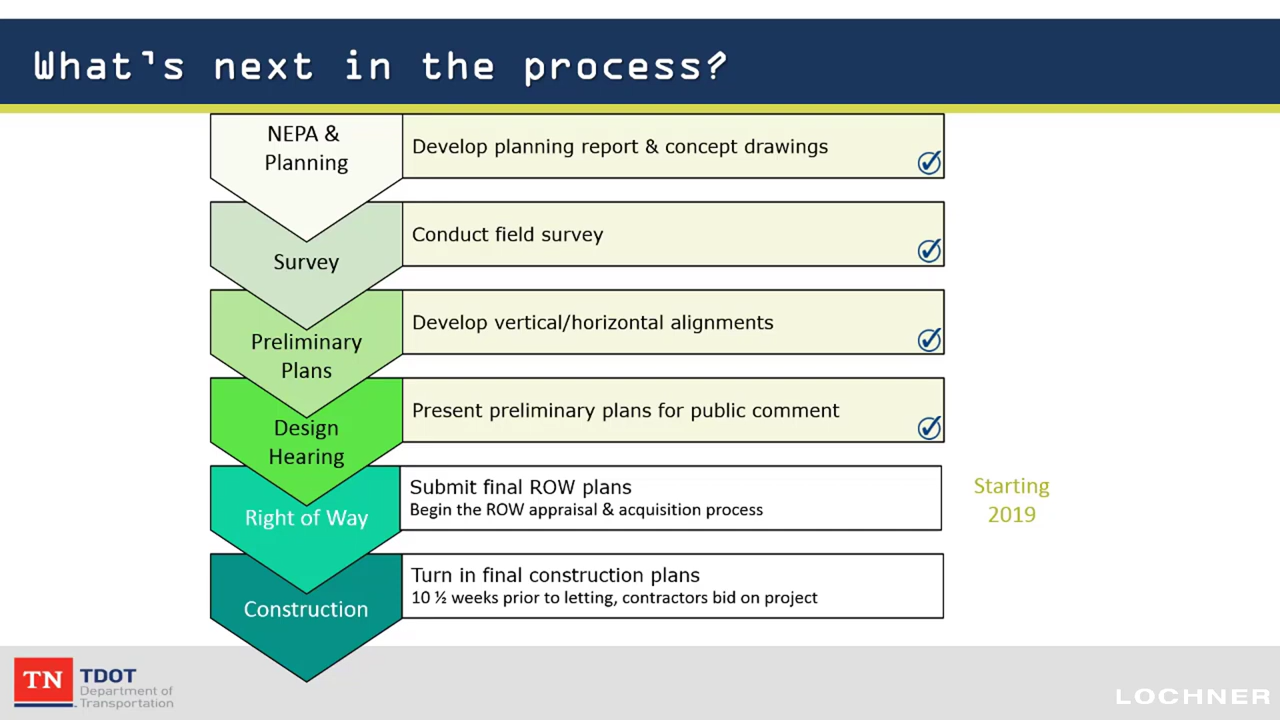 What's next in the process?
NEPA &
Planning
Develop planning report & concept drawings
Survey
Conduct field survey
Preliminary
Plans
Develop vertical/horizontal alignments
Design
Hearing
Present preliminary plans for public comment
Right of Way
Submit final ROW plans
Begin the ROW appraisal & acquisition process
Starting
2019
Construction
Turn in final construction plans
10 ½ weeks prior to letting, contractors bid on project
TN
TDOT
Department of
Transportation
LOCHNER